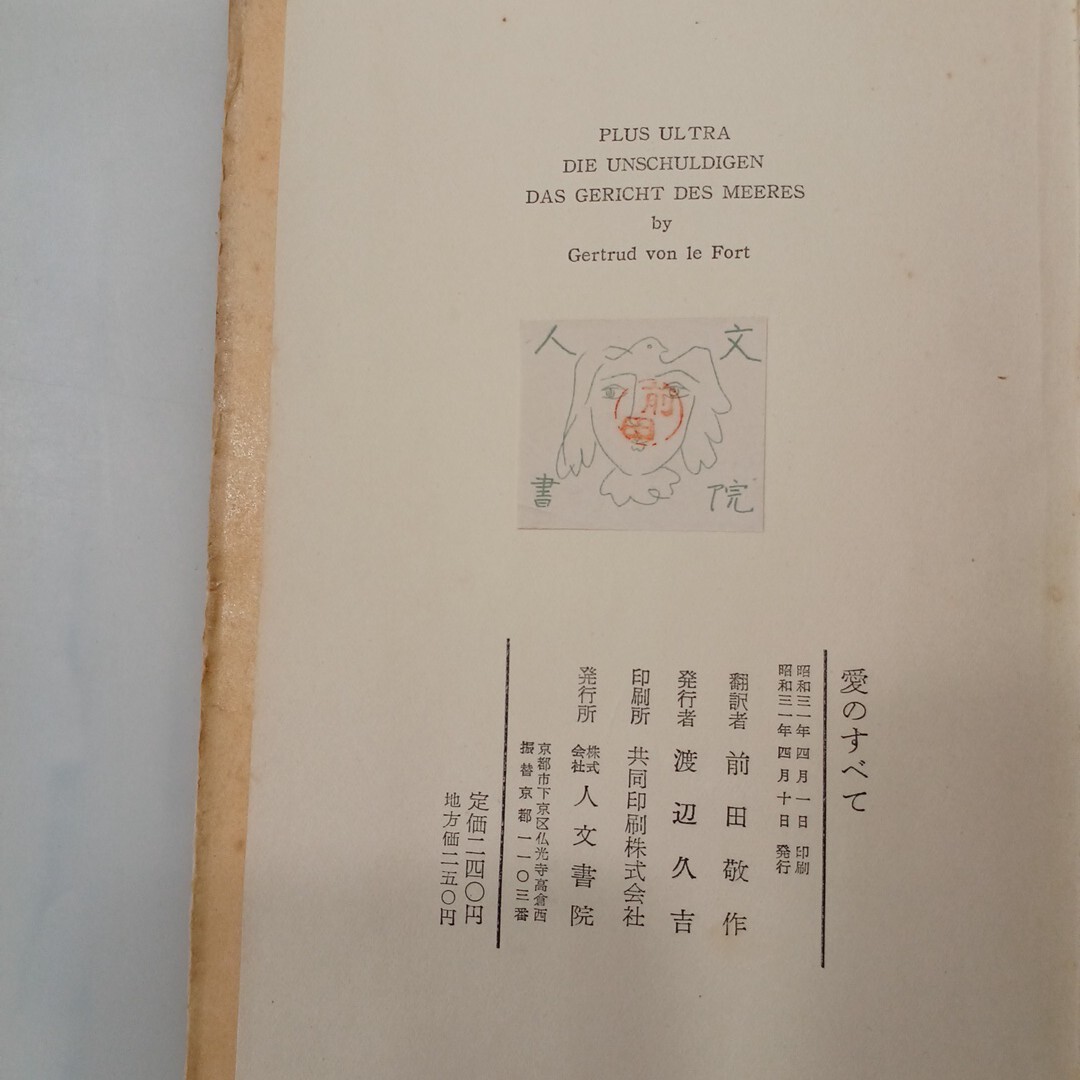 PLUS ULTRA
DIE UNSCHULDIGEN
DAS GERICHT DES MEERES
by
Gertrud von le Fort
人文
書院
前田
愛のすべて
昭和三一年四月一日 印刷
昭和三一年四月十日 発行
翻訳者 前田敬作
発行者 渡辺久吉
印刷所 共同印刷株式会社
発行所 株式会社 人文書院
京都市下京区仏光寺高倉西
振替京都一一〇三番
定価二四〇円
地方価二五〇円